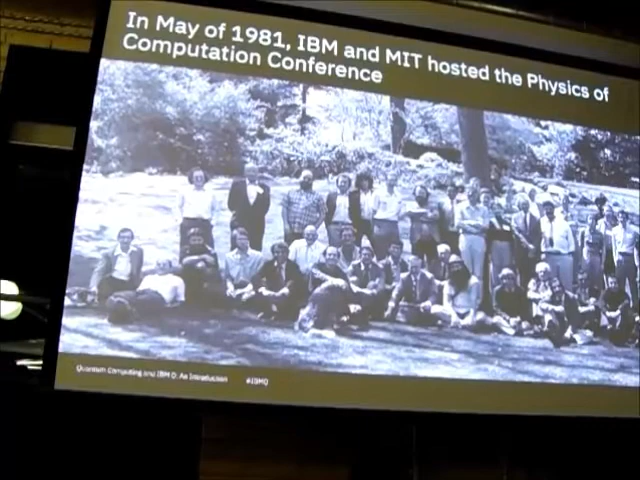 In May of 1981, IBM and MIT hosted the Physics of
Computation Conference
Quantum Computing and IBM Q: An Introduction #IBMQ